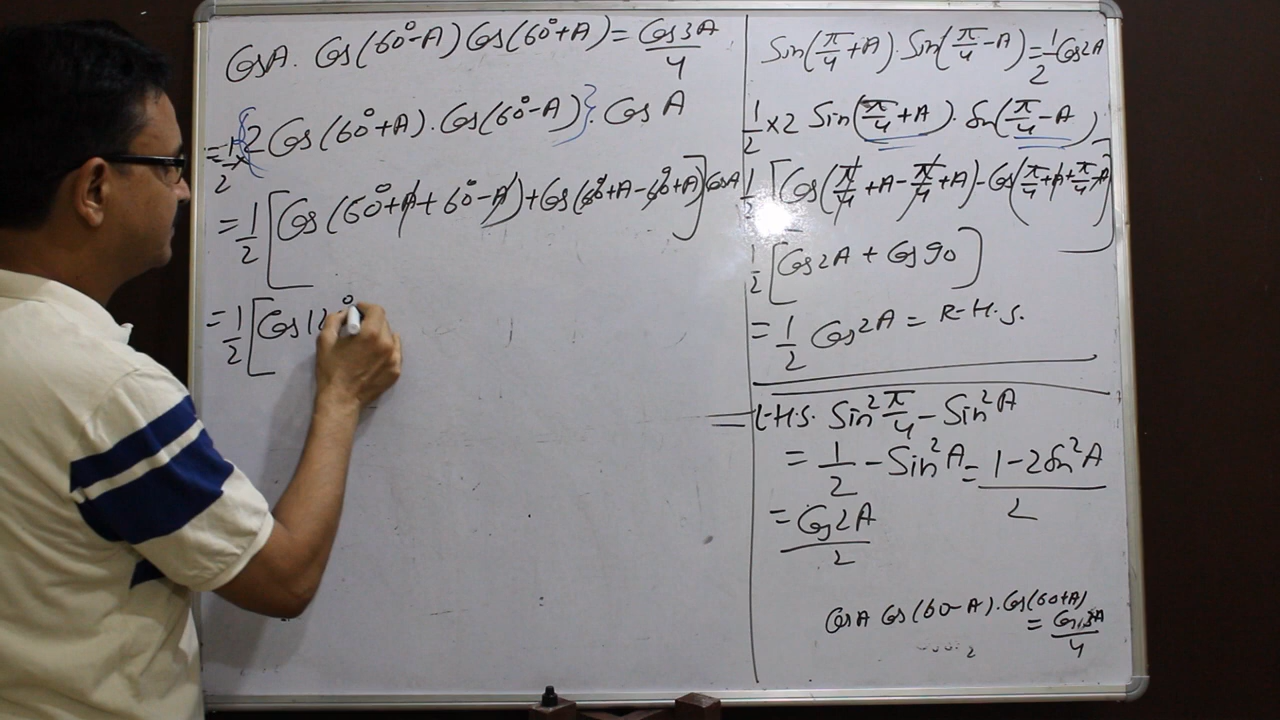 CosA. Cos(60°-A) Cos(60°+A) = Cos3A/4
= 1/2 × {2 Cos(60°+A). Cos(60°-A)}. Cos A
= 1/2 [Cos (60°+A+60°-A)+Cos(60°+A-60°+A)] CosA
= 1/2 [Cos 120°
Sin(π/4+A). Sin(π/4-A) = 1/2 Cos2A
1/2 × 2 Sin(π/4+A). Sin(π/4-A)
1/2 [Cos(π/4+A-π/4+A) - Cos(π/4+A+π/4-A)]
1/2 [Cos2A + Cos 90]
= 1/2 Cos2A = R-H.S.
L-H.S. Sin²π/4 - Sin²A
= 1/2 - Sin²A = 1-2Sin²A/2
= Cos2A/2
CosA Cos(60-A). Cos(60+A)
= Cos3A/4